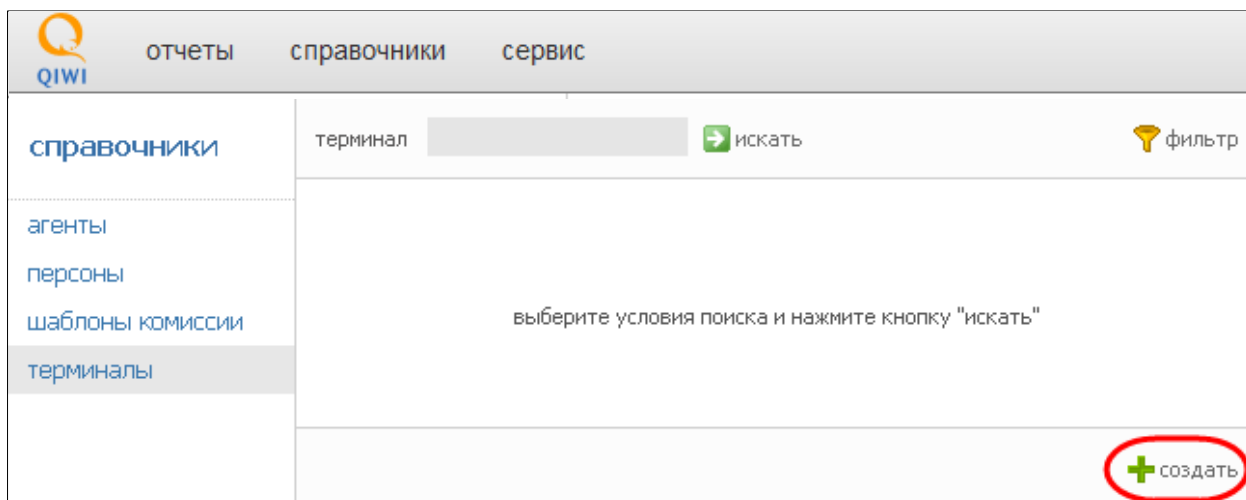 QIWI
отчеты справочники сервис
справочники
терминал искать фильтр
агенты
персоны
шаблоны комиссии
терминалы
выберите условия поиска и нажмите кнопку "искать"
создать